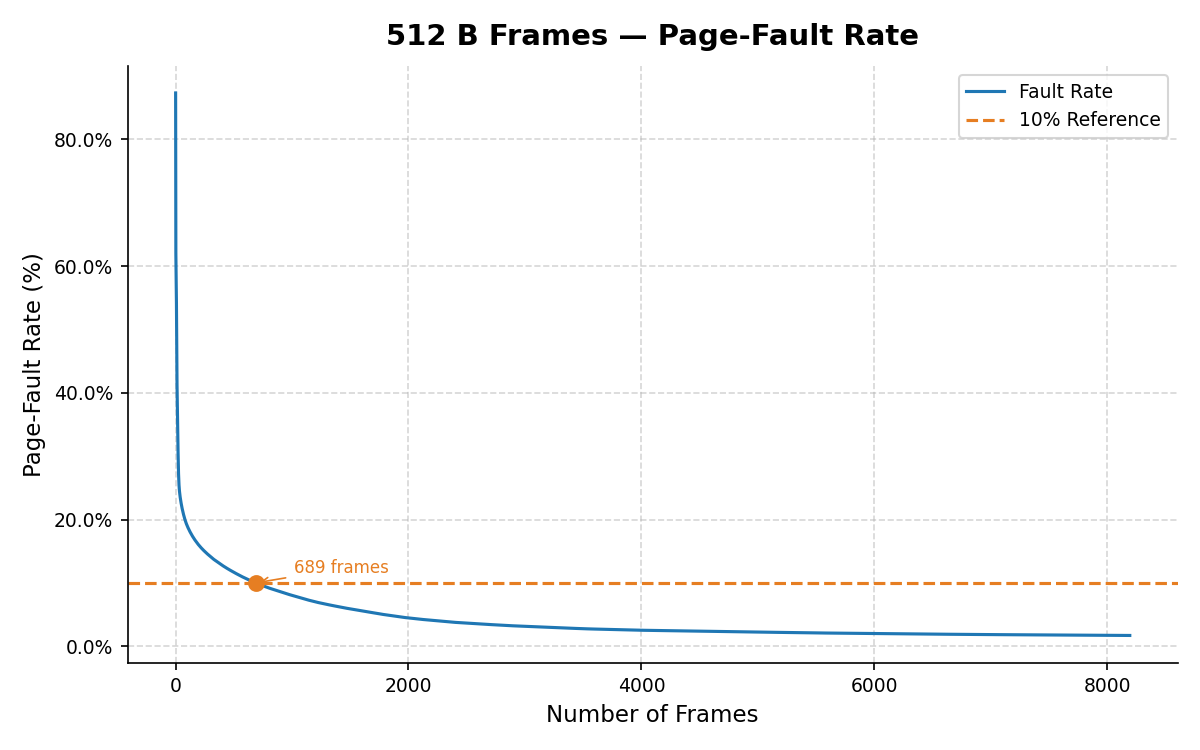 512 B Frames — Page-Fault Rate
Fault Rate
10% Reference
Page-Fault Rate (%)
80.0%
60.0%
40.0%
20.0%
0.0%
689 frames
0
2000
4000
6000
8000
Number of Frames